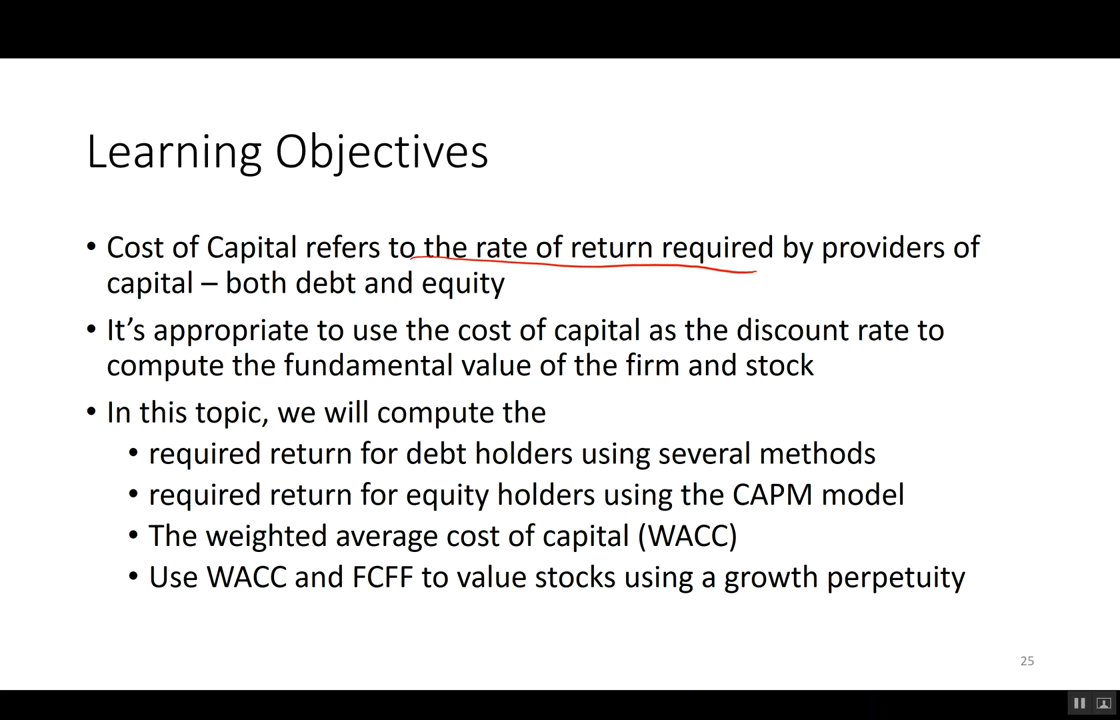 Learning Objectives
• Cost of Capital refers to the rate of return required by providers of
capital – both debt and equity
• It's appropriate to use the cost of capital as the discount rate to
compute the fundamental value of the firm and stock
• In this topic, we will compute the
• required return for debt holders using several methods
• required return for equity holders using the CAPM model
• The weighted average cost of capital (WACC)
• Use WACC and FCFF to value stocks using a growth perpetuity
25